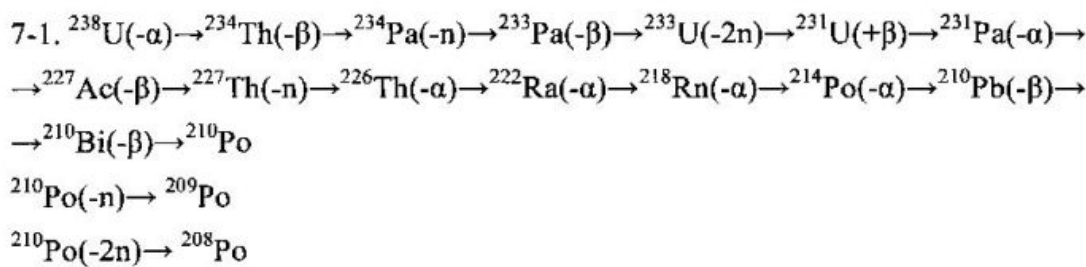 7-1. ²³⁸U(-α)→²³⁴Th(-β)→²³⁴Pa(-n)→²³³Pa(-β)→²³³U(-2n)→²³¹U(+β)→²³¹Pa(-α)→
→²²⁷Ac(-β)→²²⁷Th(-n)→²²⁶Th(-α)→²²²Ra(-α)→²¹⁸Rn(-α)→²¹⁴Po(-α)→²¹⁰Pb(-β)→
→²¹⁰Bi(-β)→²¹⁰Po
²¹⁰Po(-n)→ ²⁰⁹Po
²¹⁰Po(-2n)→ ²⁰⁸Po